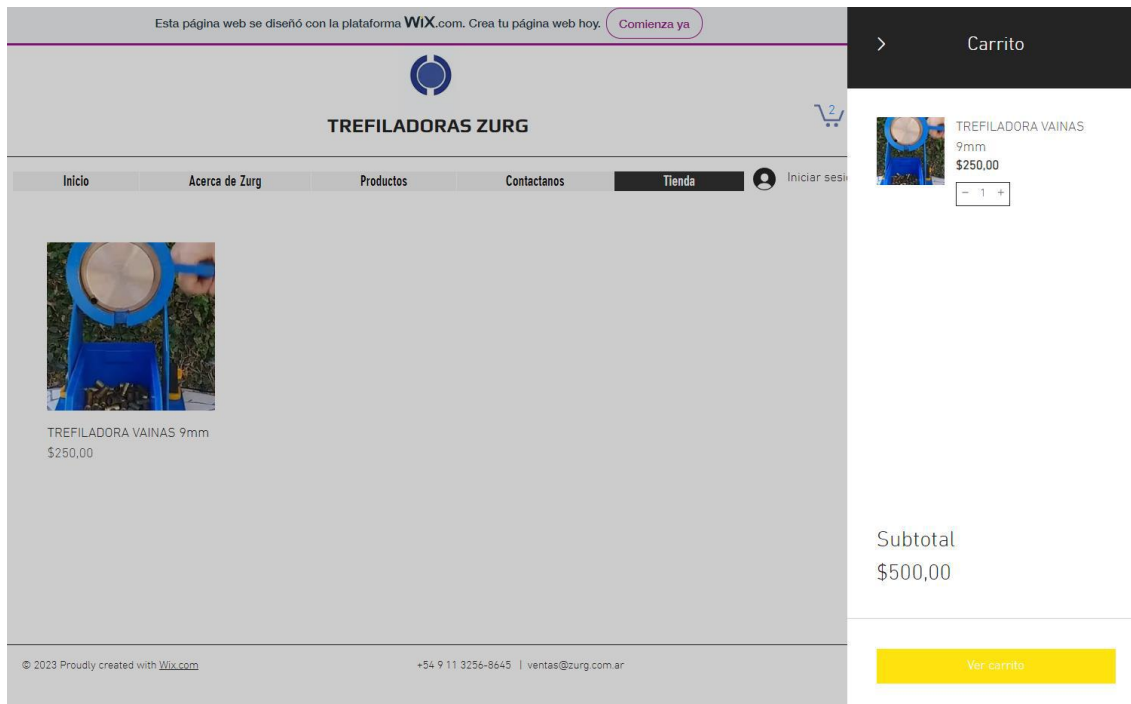 Esta página web se diseñó con la plataforma WiX.com. Crea tu página web hoy. Comienza ya
TREFILADORAS ZURG
2
Inicio Acerca de Zurg Productos Contactanos Tienda Iniciar sesi
TREFILADORA VAINAS 9mm
$250,00
© 2023 Proudly created with Wix.com
+54 9 11 3256-8645 | ventas@zurg.com.ar
Carrito
TREFILADORA VAINAS
9mm
$250,00
− 1 +
Subtotal
$500,00
Ver carrito